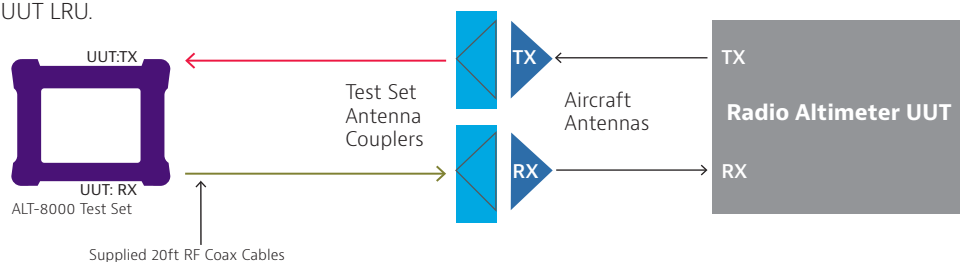 UUT LRU.
UUT:TX
UUT: RX
ALT-8000 Test Set
Supplied 20ft RF Coax Cables
Test Set
Antenna
Couplers
TX
RX
Aircraft
Antennas
TX
Radio Altimeter UUT
RX